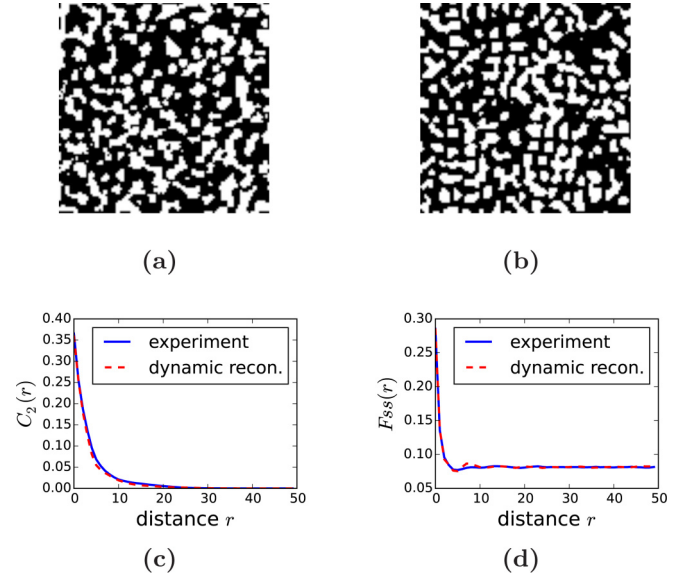 (a)
(b)
0.40
0.35
0.30
0.25
0.20
0.15
0.10
0.05
0.00
C₂(r)
experiment
dynamic recon.
0 10 20 30 40 50
distance r
(c)
0.30
0.25
0.20
0.15
0.10
0.05
Fss(r)
experiment
dynamic recon.
0 10 20 30 40 50
distance r
(d)